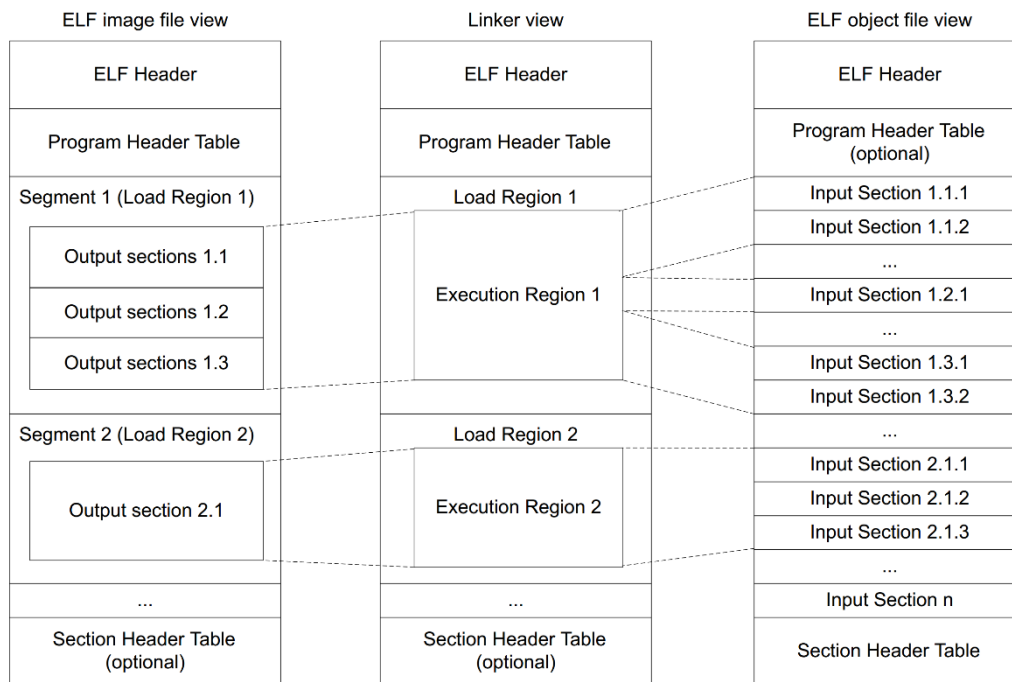 ELF image file view
ELF Header
Program Header Table
Segment 1 (Load Region 1)
Output sections 1.1
Output sections 1.2
Output sections 1.3
Segment 2 (Load Region 2)
Output section 2.1
...
Section Header Table
(optional)
Linker view
ELF Header
Program Header Table
Load Region 1
Execution Region 1
Load Region 2
Execution Region 2
...
Section Header Table
(optional)
ELF object file view
ELF Header
Program Header Table
(optional)
Input Section 1.1.1
Input Section 1.1.2
...
Input Section 1.2.1
...
Input Section 1.3.1
Input Section 1.3.2
...
Input Section 2.1.1
Input Section 2.1.2
Input Section 2.1.3
...
Input Section n
Section Header Table